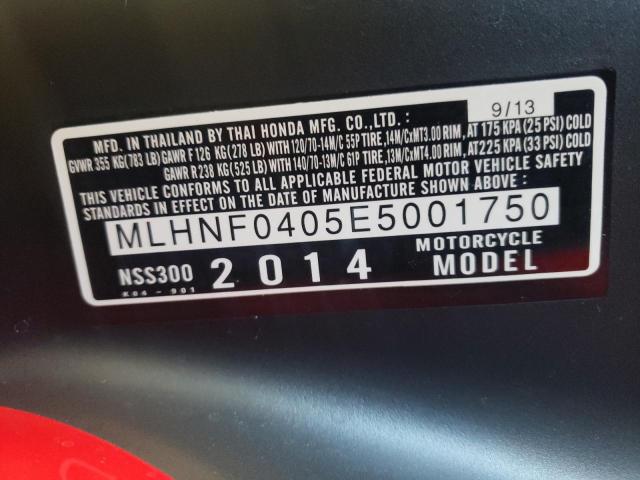 9/13
MFD. IN THAILAND BY THAI HONDA MFG. CO.,LTD.:
GVWR 355 KG(783 LB) GAWR F 126 KG(278 LB) WITH 120/70-14M/C 55P TIRE,14M/CxMT3.00 RIM, AT 175 KPA (25 PSI) COLD
GAWR R 238 KG(525 LB) WITH 140/70-13M/C 61P TIRE,13M/CxMT4.00 RIM, AT 225 KPA (33 PSI) COLD
THIS VEHICLE CONFORMS TO ALL APPLICABLE FEDERAL MOTOR VEHICLE SAFETY
STANDARDS IN EFFECT ON THE DATE OF MANUFACTURE SHOWN ABOVE:
MLHNF0405E5001750
NSS300 2014 MOTORCYCLE
K04-901 MODEL